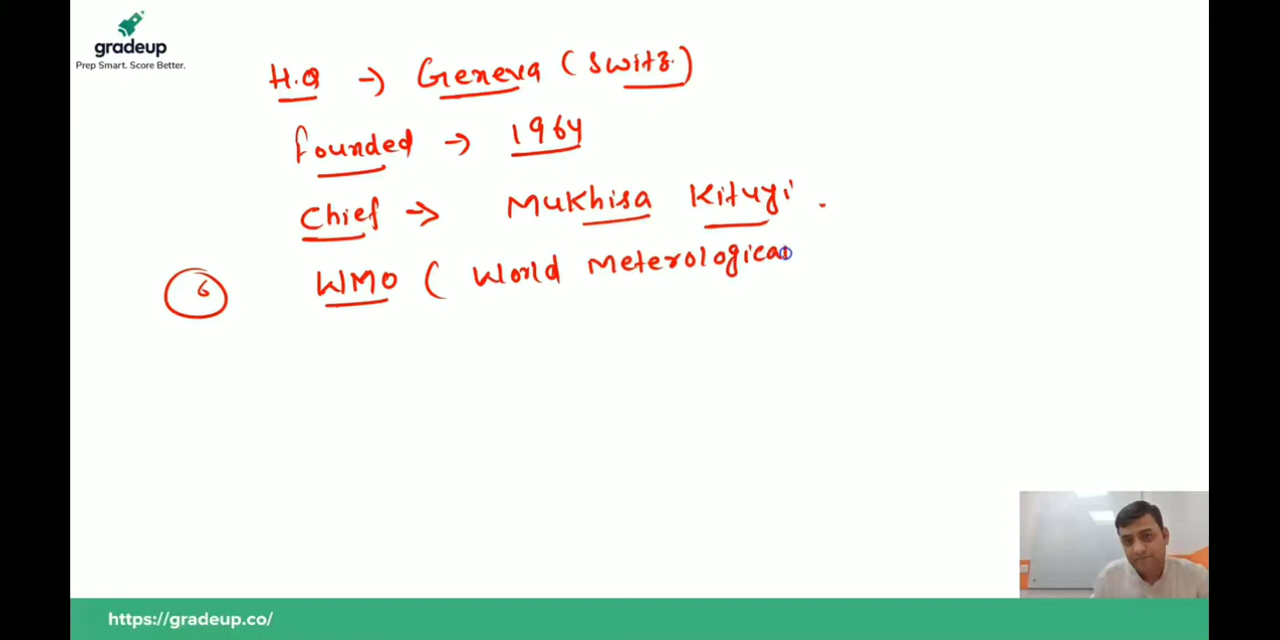 gradeup
Prep Smart. Score Better.
H.Q → Geneva (Switz.)
founded → 1964
Chief → Mukhisa Kituyi.
6 WMO ( World Meterological
https://gradeup.co/